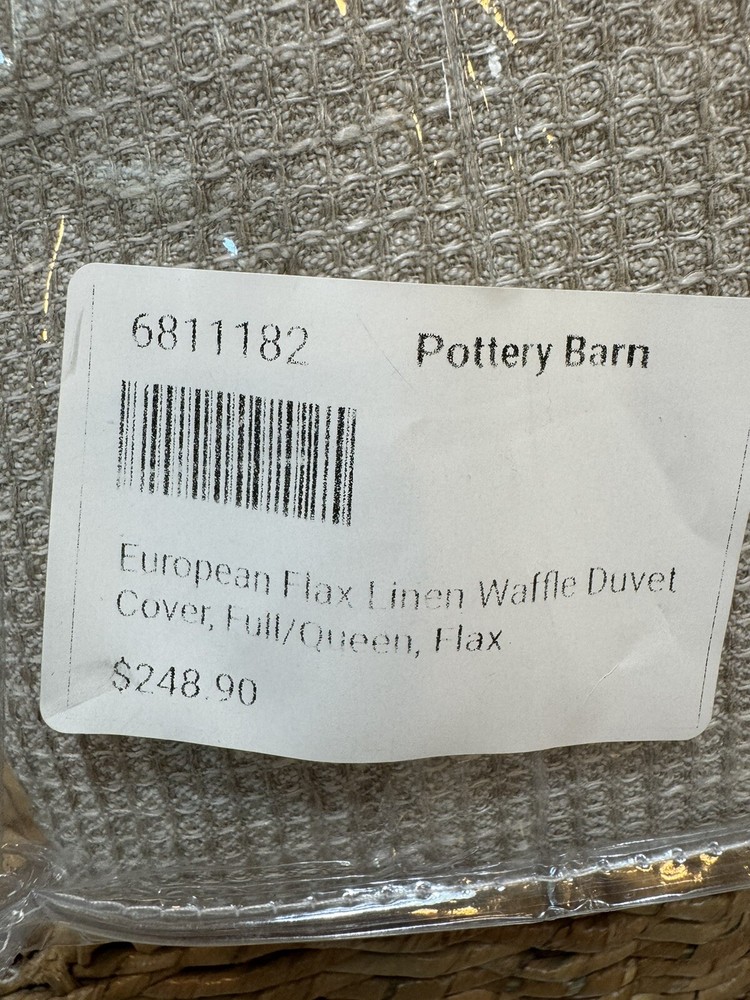 6811182
Pottery Barn
European Flax Linen Waffle Duvet
Cover, Full/Queen, Flax
$248.90